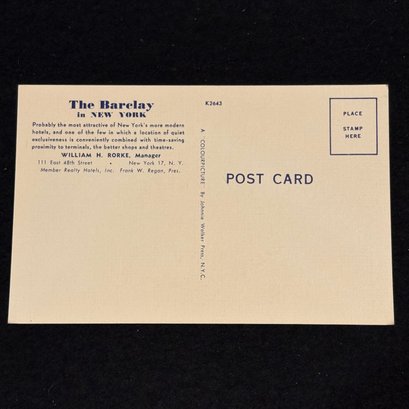 The Barclay
in NEW YORK
Probably the most attractive of New York's more modern
hotels, and one of the few in which a location of quiet
exclusiveness is conveniently combined with time-saving
proximity to terminals, the better shops and theatres.
WILLIAM H. RORKE, Manager
111 East 48th Street • New York 17, N. Y.
Member Realty Hotels, Inc. Frank W. Regan, Pres.
K2643
A COLOURPICTURE By Johnnie Walker Press, N.Y.C.
POST CARD
PLACE
STAMP
HERE